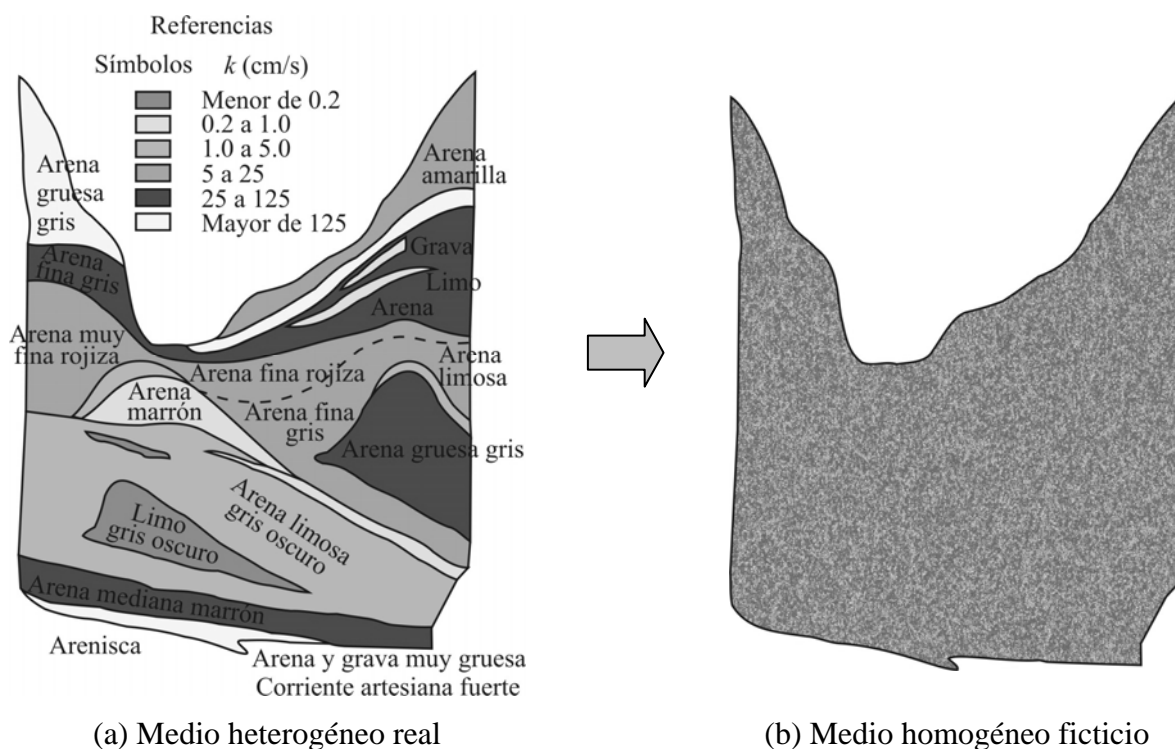 Referencias
Símbolos k (cm/s)
Menor de 0.2
0.2 a 1.0
1.0 a 5.0
5 a 25
25 a 125
Mayor de 125
Arena
gruesa
gris
Arena
amarilla
Arena
fina gris
Grava
Limo
Arena
Arena muy
fina rojiza
Arena fina rojiza
Arena
limosa
Arena
marrón
Arena fina
gris
Arena gruesa gris
Limo
gris oscuro
Arena limosa
gris oscuro
Arena mediana marrón
Arenisca
Arena y grava muy gruesa
Corriente artesiana fuerte
(a) Medio heterogéneo real
(b) Medio homogéneo ficticio